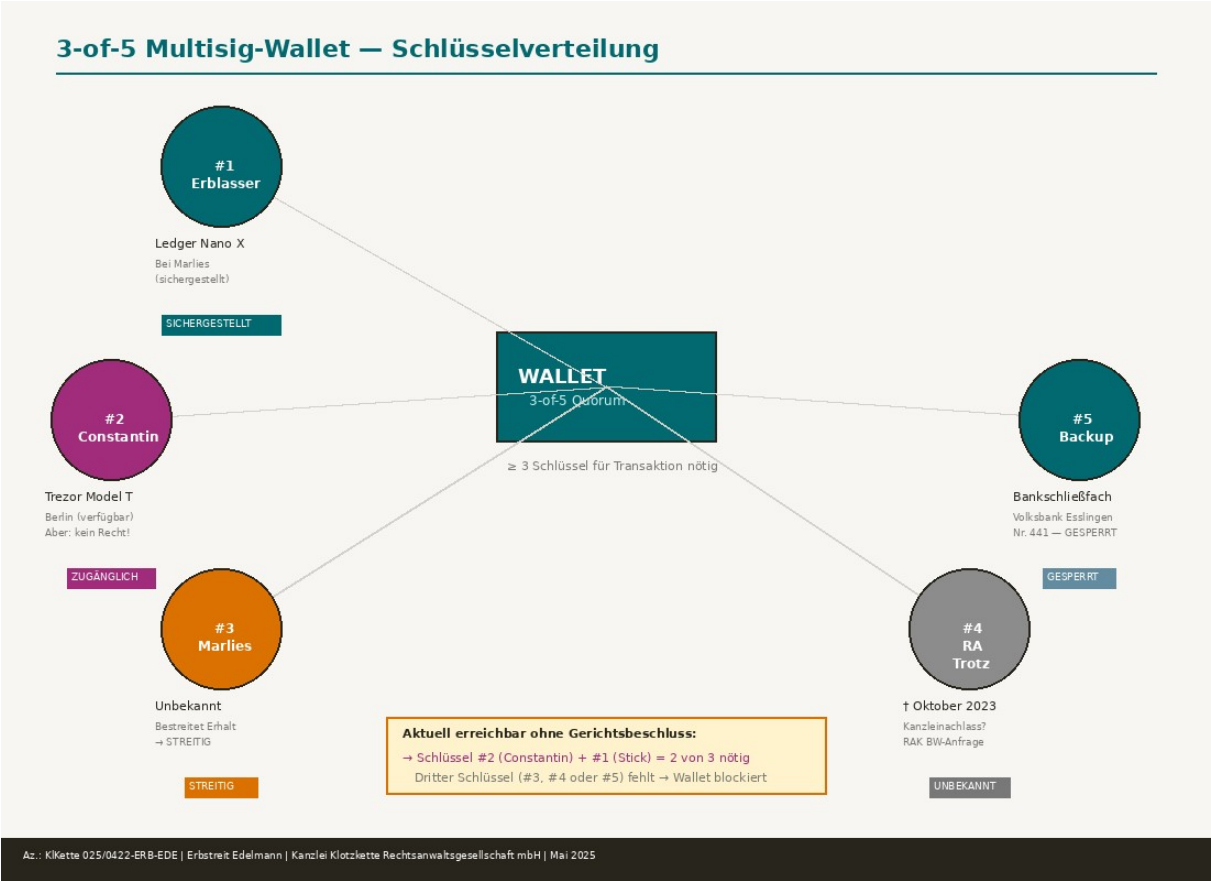 3-of-5 Multisig-Wallet — Schlüsselverteilung
#1
Erblasser
Ledger Nano X
Bei Marlies
(sichergestellt)
SICHERGESTELLT
WALLET
3-of-5 Quorum
≥ 3 Schlüssel für Transaktion nötig
#2
Constantin
Trezor Model T
Berlin (verfügbar)
Aber: kein Recht!
ZUGÄNGLICH
#5
Backup
Bankschließfach
Volksbank Esslingen
Nr. 441 — GESPERRT
GESPERRT
#3
Marlies
Unbekannt
Bestreitet Erhalt
→ STREITIG
STREITIG
#4
RA
Trotz
† Oktober 2023
Kanzleinachlass?
RAK BW-Anfrage
UNBEKANNT
Aktuell erreichbar ohne Gerichtsbeschluss:
→ Schlüssel #2 (Constantin) + #1 (Stick) = 2 von 3 nötig
Dritter Schlüssel (#3, #4 oder #5) fehlt → Wallet blockiert
Az.: KlKette 025/0422-ERB-EDE | Erbstreit Edelmann | Kanzlei Klotzkette Rechtsanwaltsgesellschaft mbH | Mai 2025